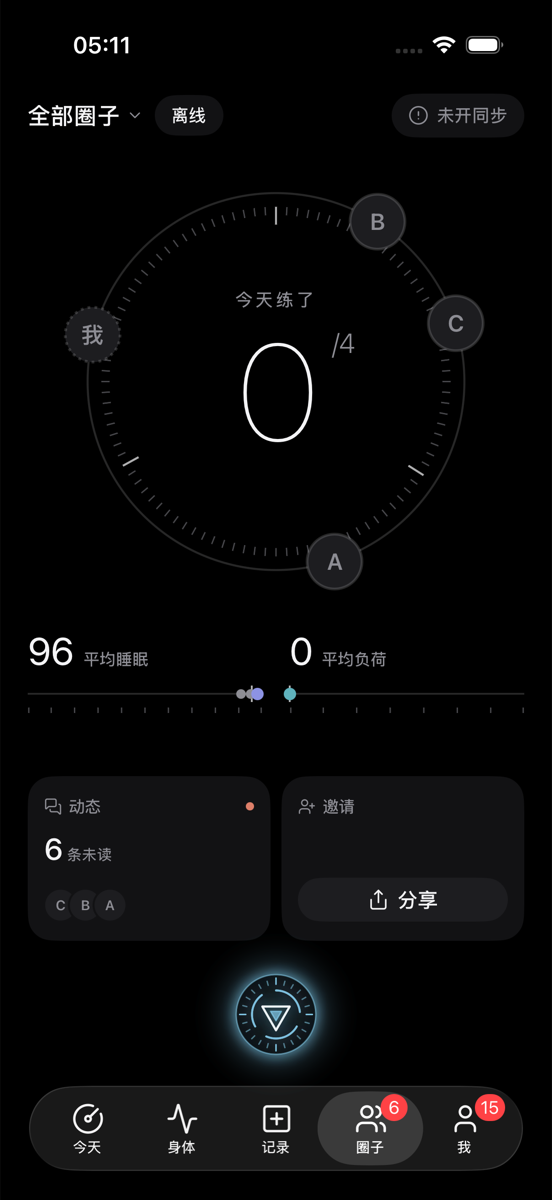 05:11
全部圈子
离线
未开同步
B
C
我
今天练了
0 /4
A
96 平均睡眠
0 平均负荷
动态
6 条未读
C B A
邀请
分享
6
15
今天
身体
记录
圈子
我